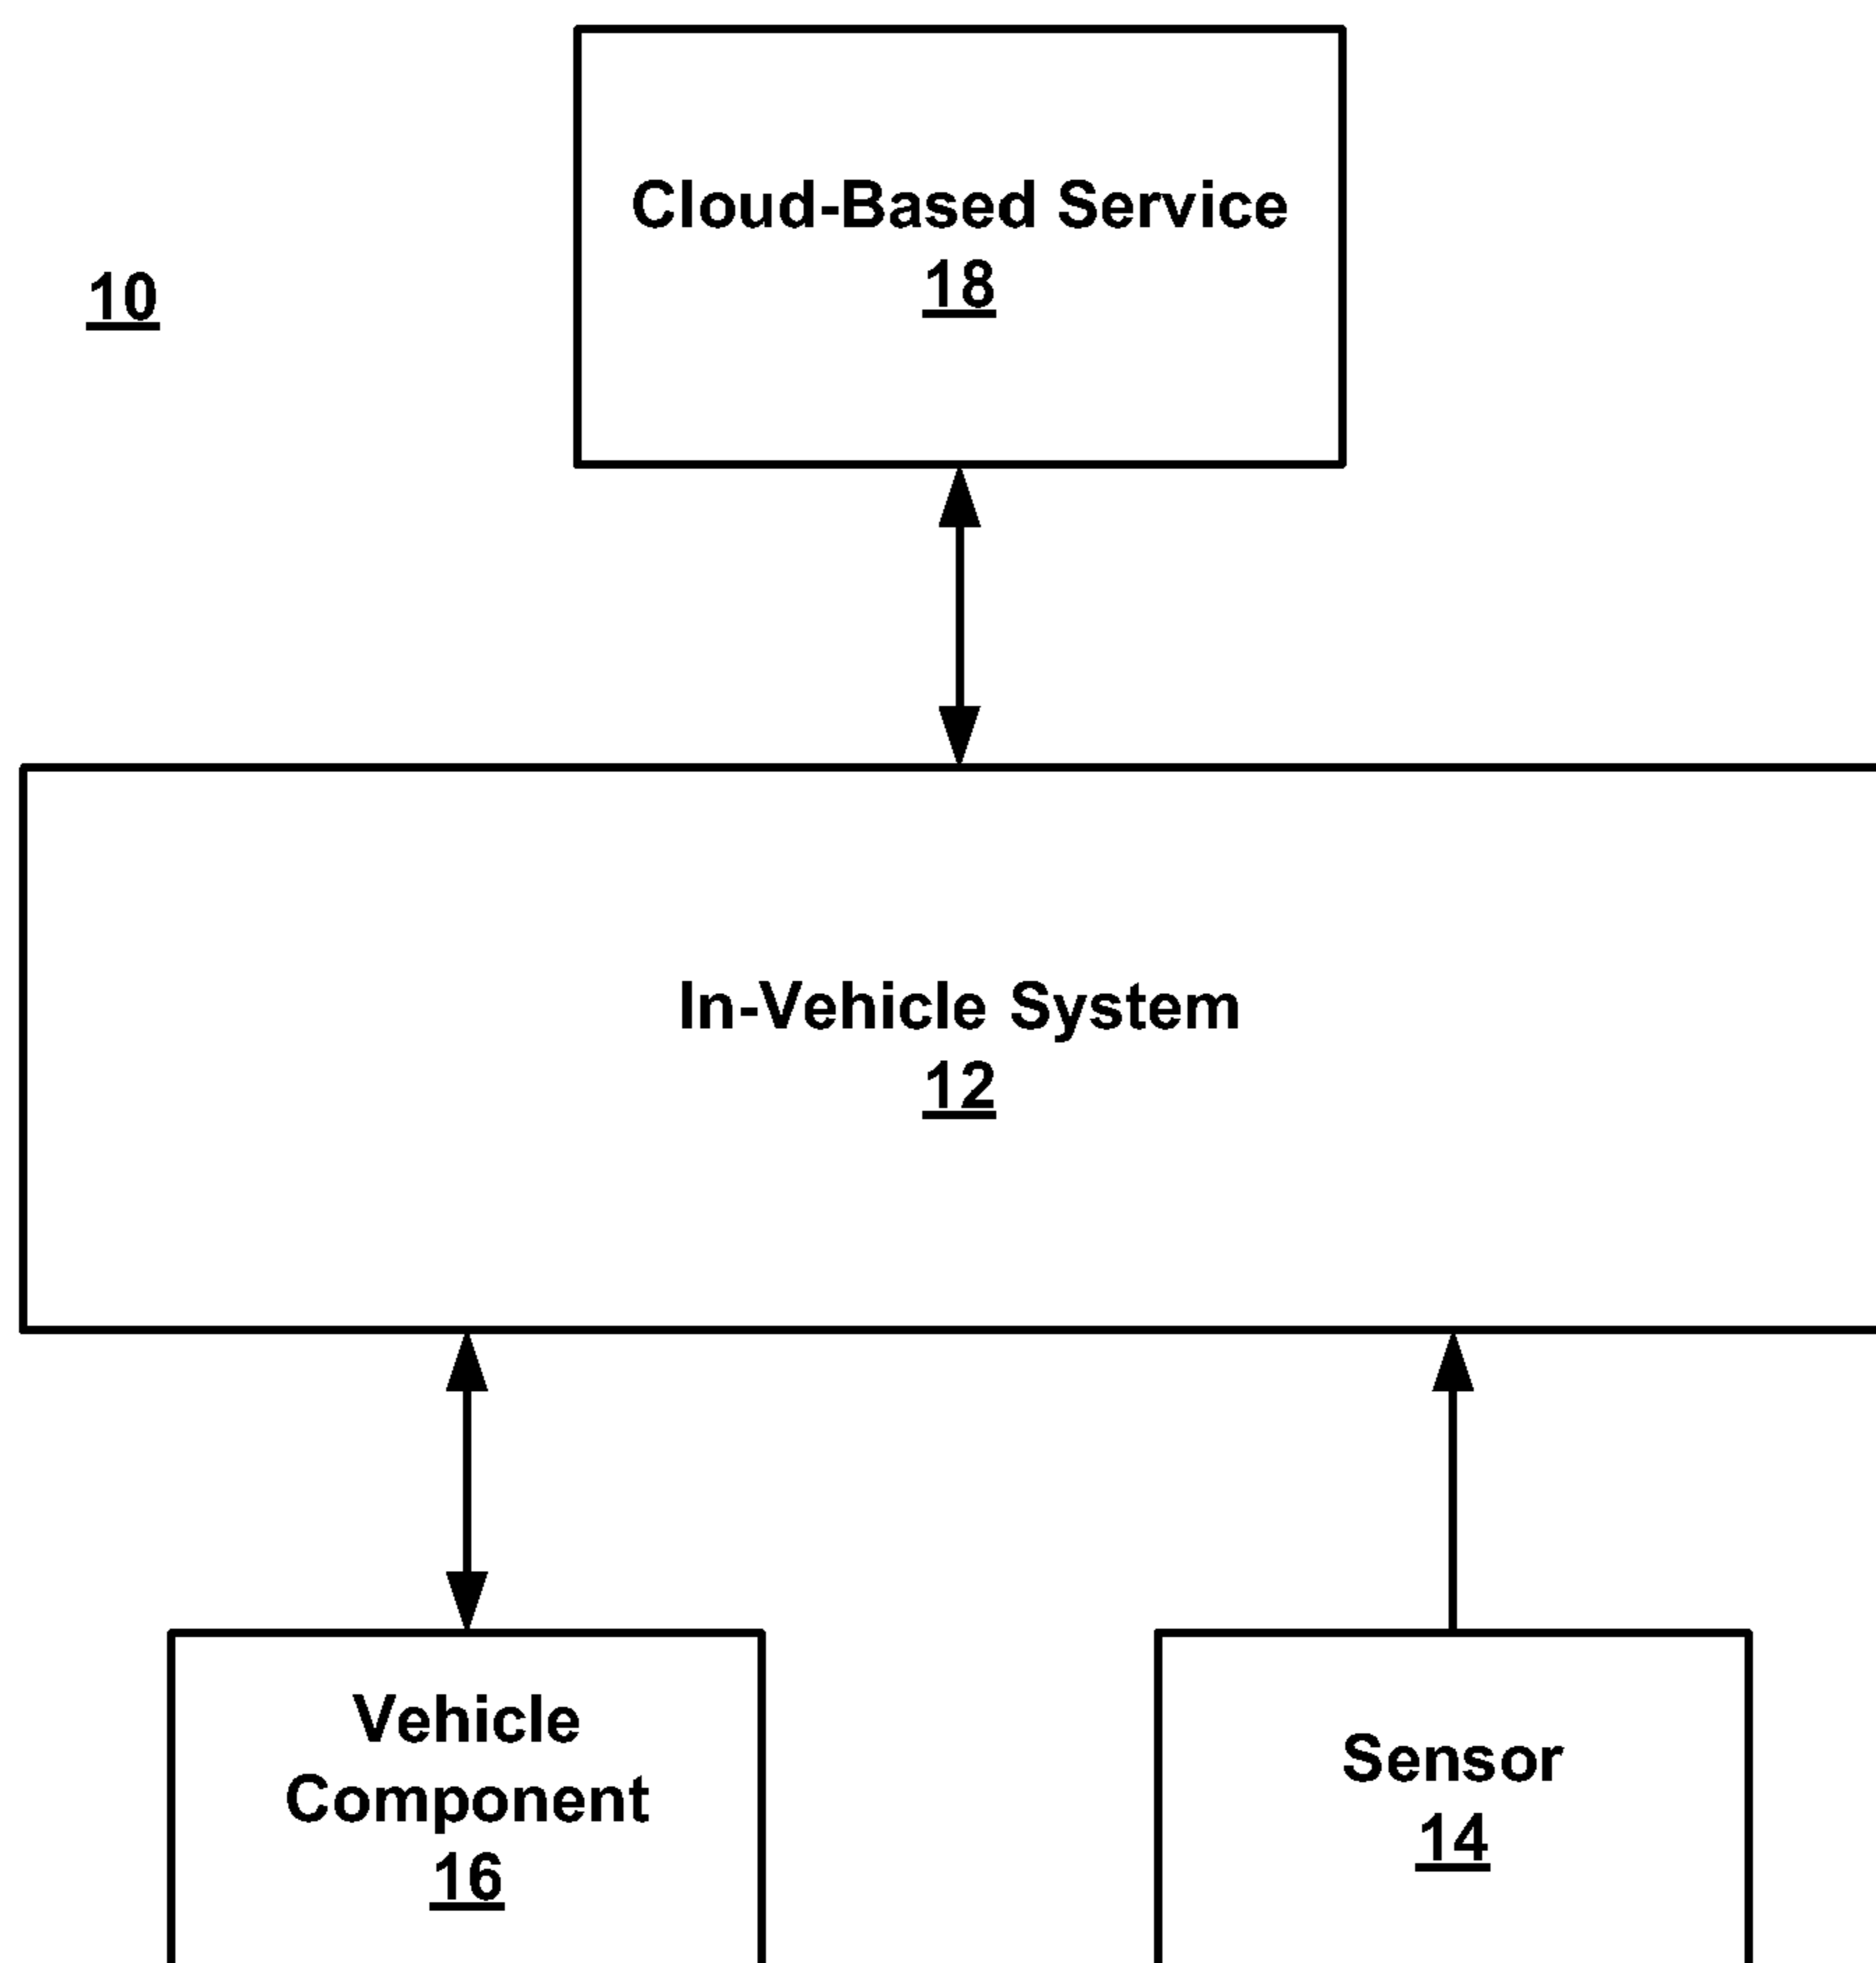 Cloud-Based Service
18
10
In-Vehicle System
12
Vehicle
Component
16
Sensor
14